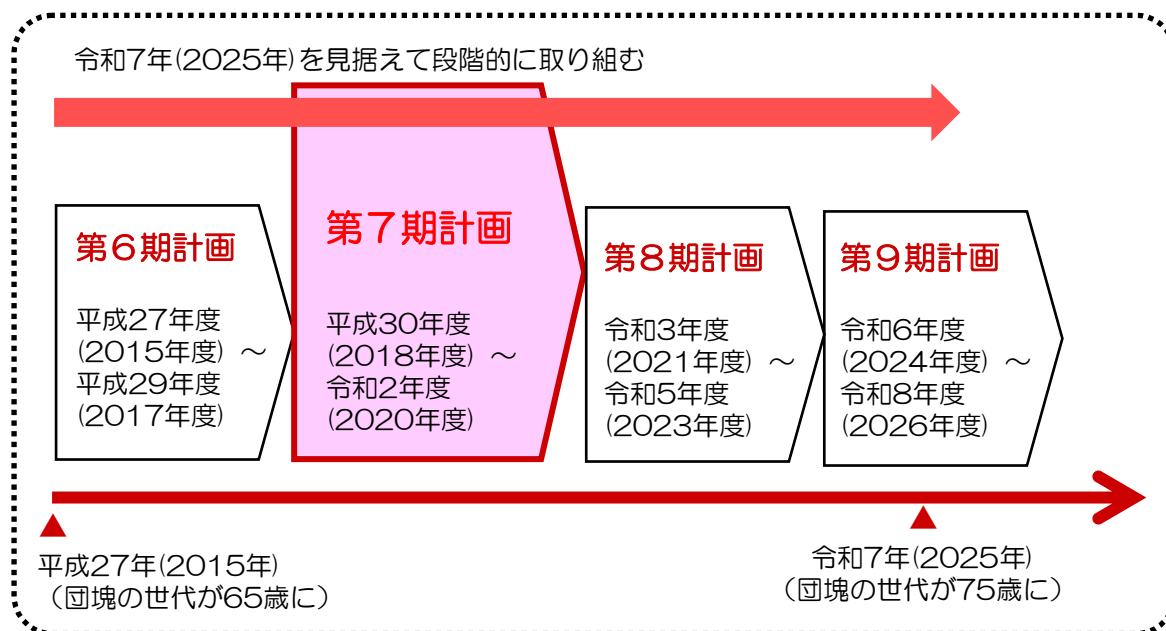 令和7年(2025年)を見据えて段階的に取り組む
第６期計画
平成27年度
(2015年度) ～
平成29年度
(2017年度)
第７期計画
平成30年度
(2018年度) ～
令和2年度
(2020年度)
第８期計画
令和3年度
(2021年度) ～
令和5年度
(2023年度)
第９期計画
令和6年度
(2024年度) ～
令和8年度
(2026年度)
平成27年(2015年)
（団塊の世代が65歳に）
令和7年(2025年)
（団塊の世代が75歳に）